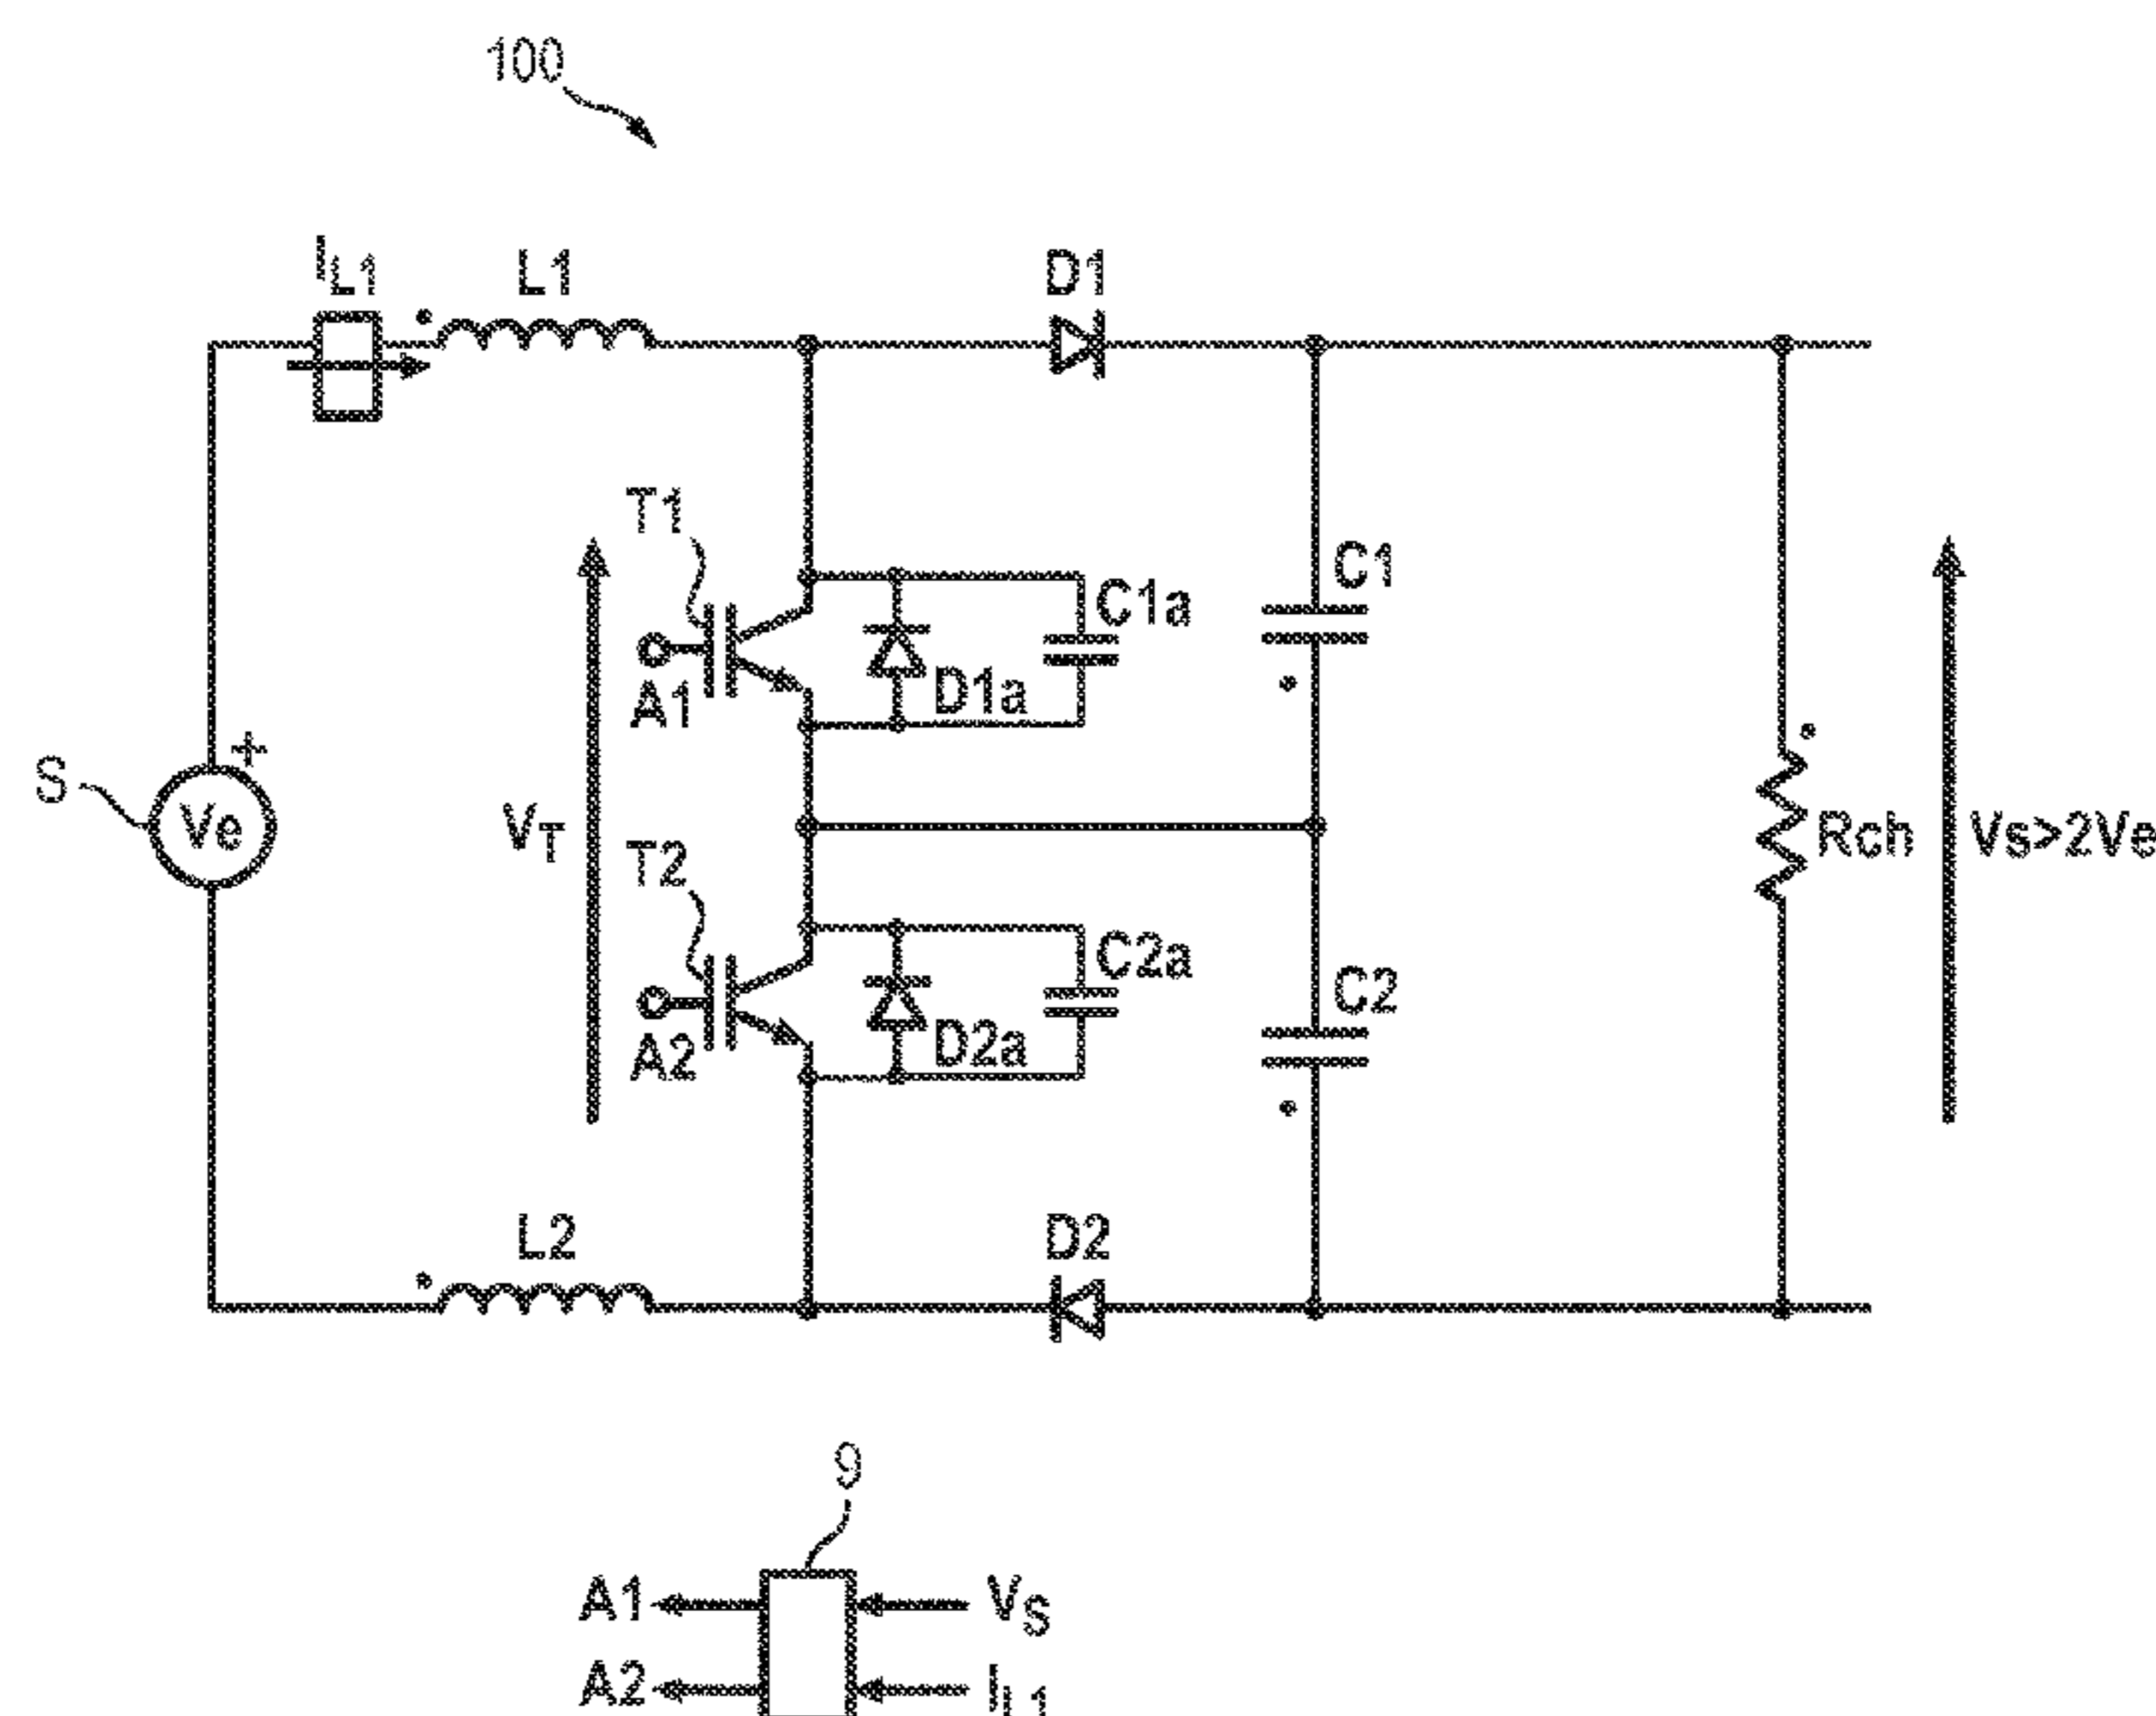 100
IL1
L1
D1
T1
C1
C1a
D1a
A1
+
S
Ve
VT
Rch
Vs>2Ve
T2
C2a
C2
D2a
A2
L2
D2
9
A1
VS
A2
IL1